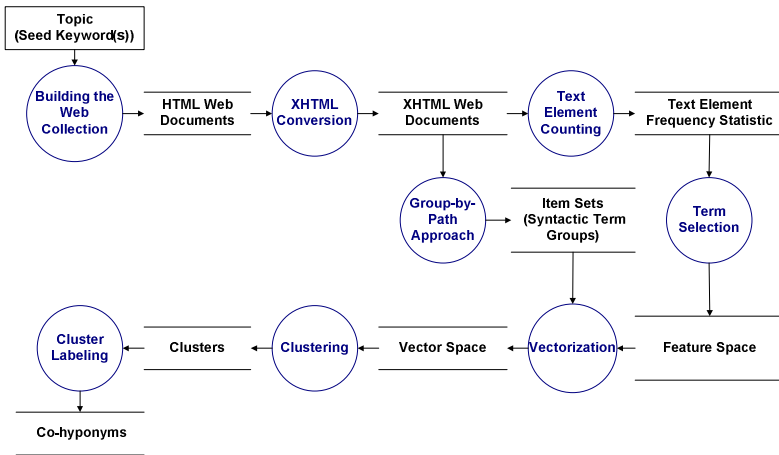 Topic
(Seed Keyword(s))
Building the
Web
Collection
HTML Web
Documents
XHTML
Conversion
XHTML Web
Documents
Text
Element
Counting
Text Element
Frequency Statistic
Group-by-
Path
Approach
Item Sets
(Syntactic Term
Groups)
Term
Selection
Cluster
Labeling
Clusters
Clustering
Vector Space
Vectorization
Feature Space
Co-hyponyms